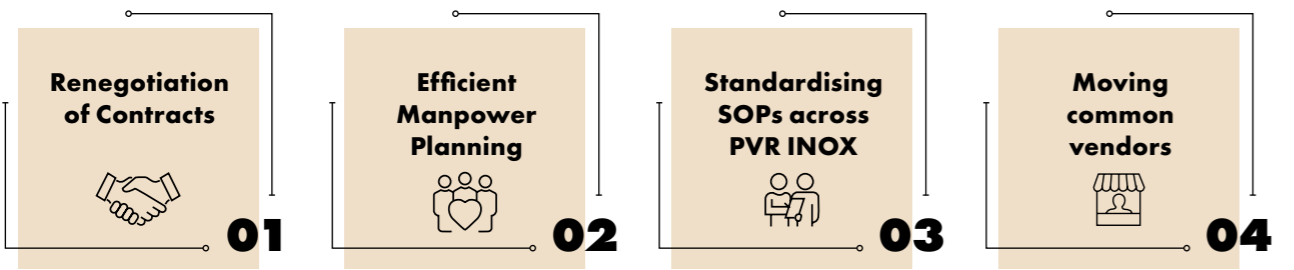 Renegotiation
of Contracts
01
Efficient
Manpower
Planning
02
Standardising
SOPs across
PVR INOX
03
Moving
common
vendors
04